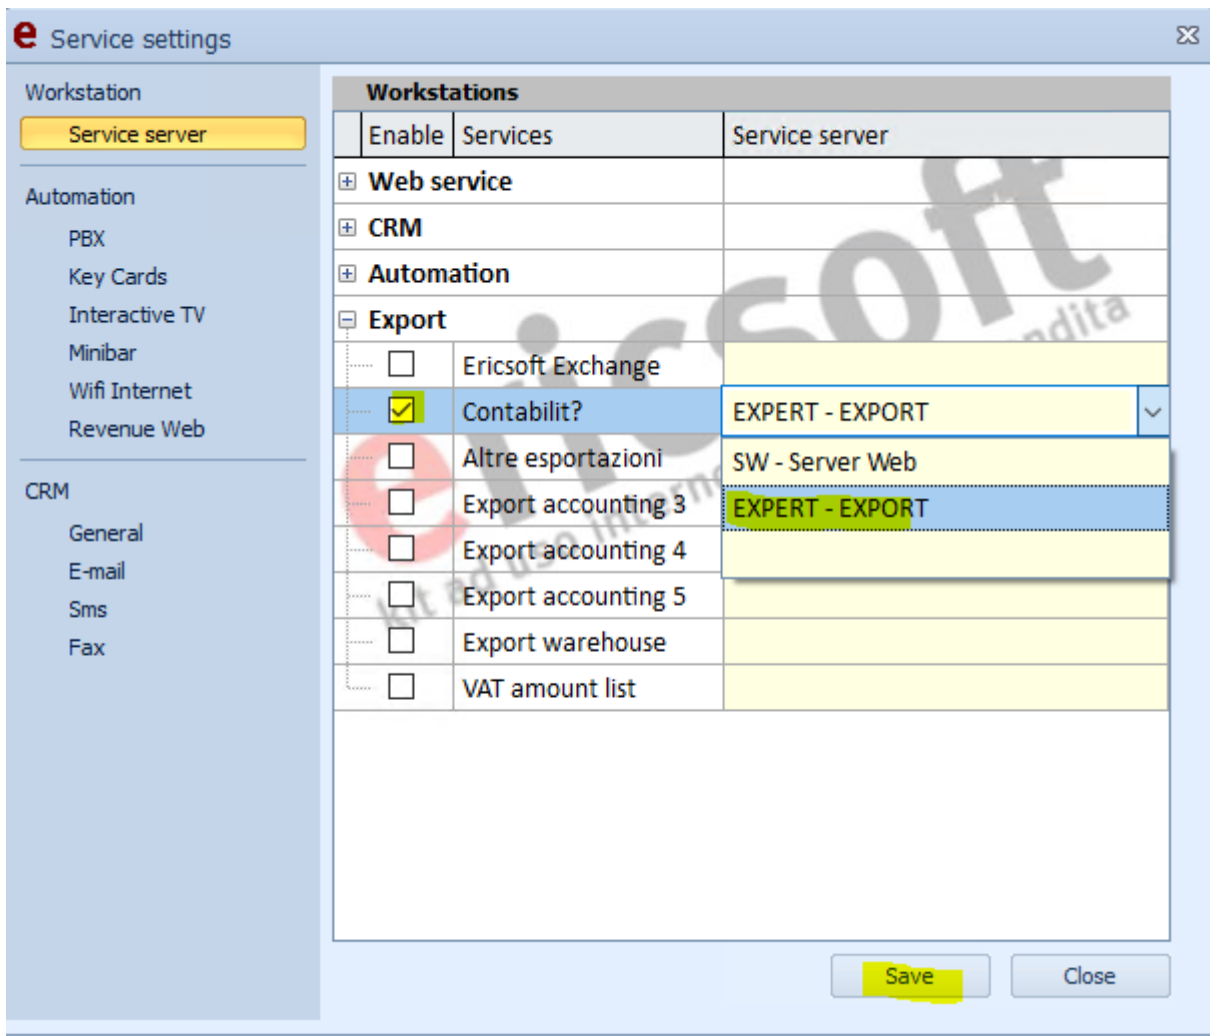 e Service settings
Workstation
Service server
Automation
PBX
Key Cards
Interactive TV
Minibar
Wifi Internet
Revenue Web
CRM
General
E-mail
Sms
Fax
Workstations
Enable Services Service server
Web service
CRM
Automation
Export
Ericsoft Exchange
Contabilit? EXPERT - EXPORT
Altre esportazioni SW - Server Web
Export accounting 3 EXPERT - EXPORT
Export accounting 4
Export accounting 5
Export warehouse
VAT amount list
ericsoft
kit ad uso
Save Close